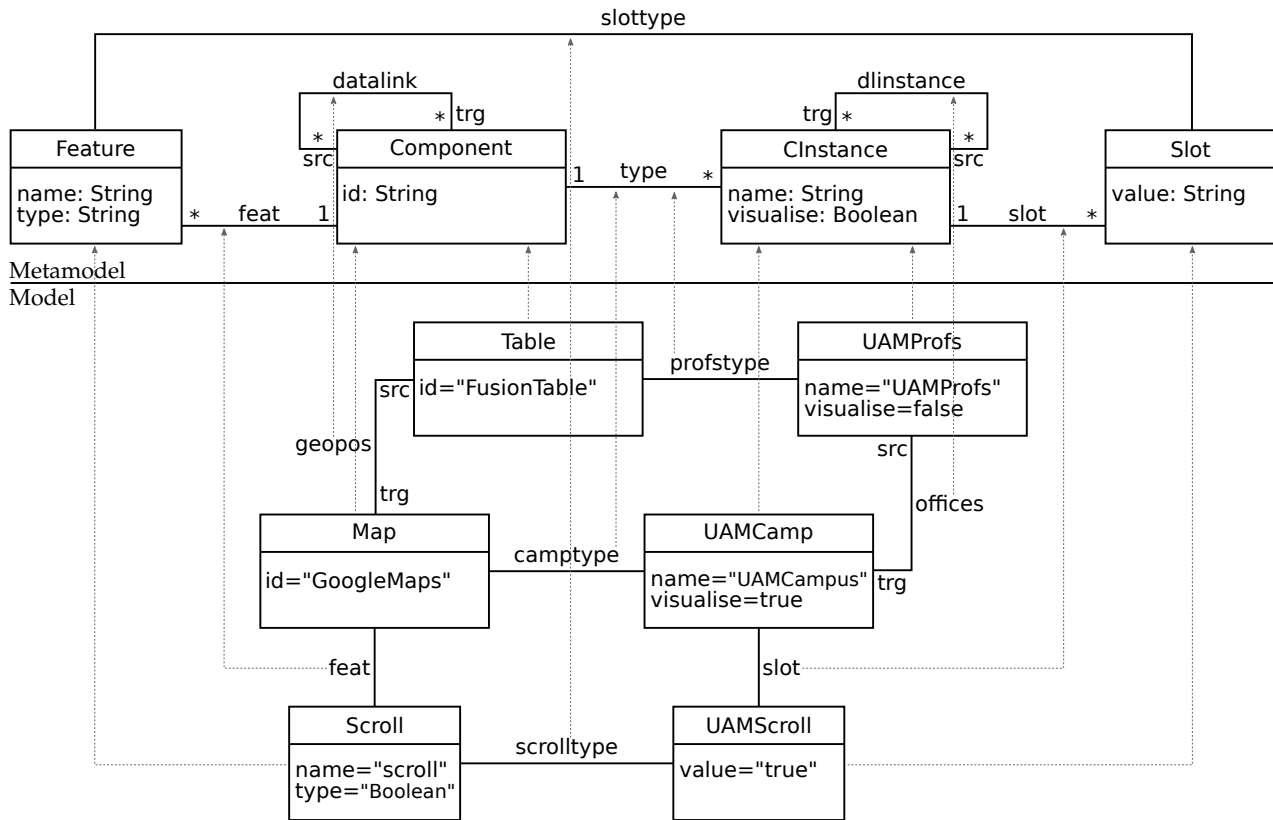 slottype
datalink
dlinstance
* trg
trg *
*
src
*
src
Feature
Component
CInstance
Slot
name: String
type: String
id: String
name: String
visualise: Boolean
value: String
1 type *
* feat 1
1 slot *
Metamodel
Model
Table
UAMProfs
id="FusionTable"
profstype
name="UAMProfs"
visualise=false
src
geopos
trg
src
offices
trg
Map
UAMCamp
id="GoogleMaps"
camptype
name="UAMCampus"
visualise=true
feat
slot
Scroll
UAMScroll
name="scroll"
type="Boolean"
scrolltype
value="true"